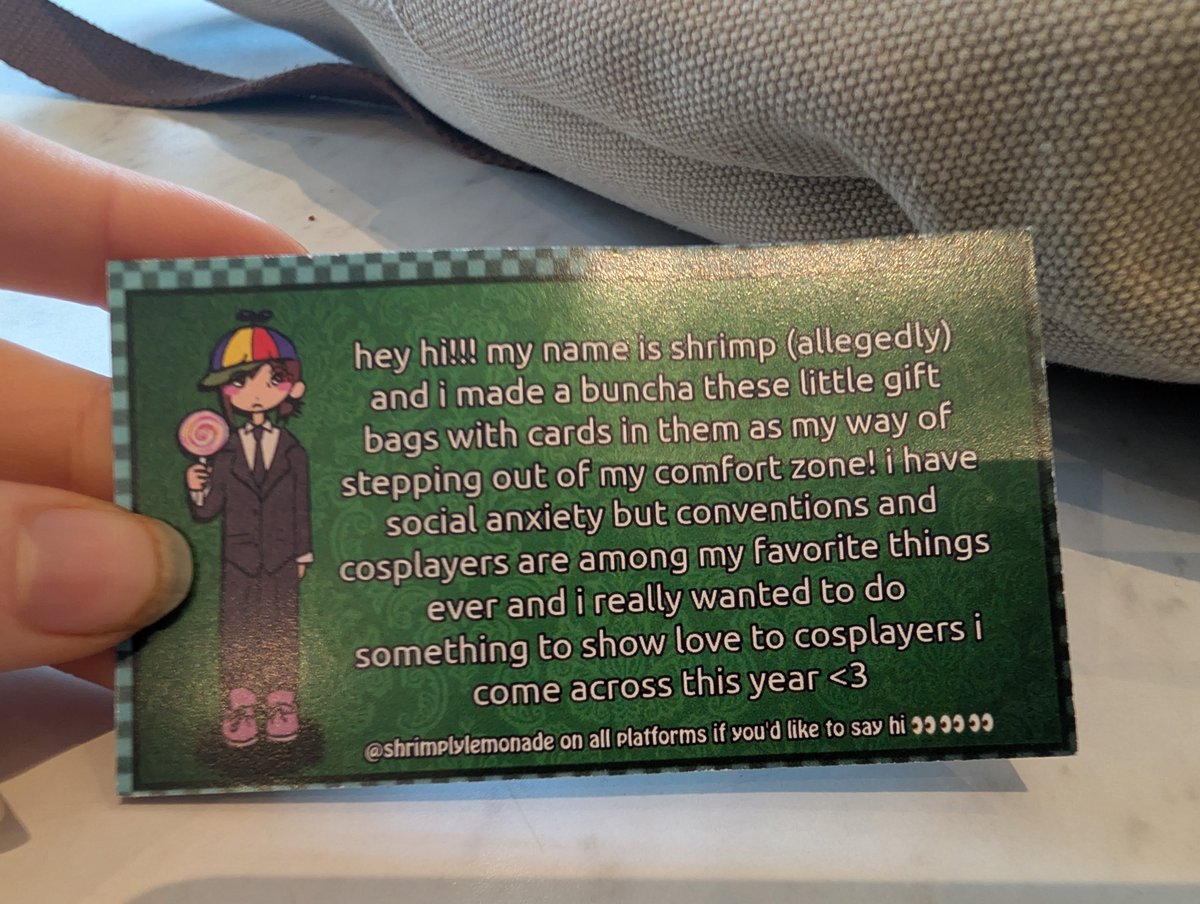 hey hi!!! my name is shrimp (allegedly)
and i made a buncha these little gift
bags with cards in them as my way of
stepping out of my comfort zone! i have
social anxiety but conventions and
cosplayers are among my favorite things
ever and i really wanted to do
something to show love to cosplayers i
come across this year <3
@shrimplylemonade on all platforms if you'd like to say hi 👀👀👀